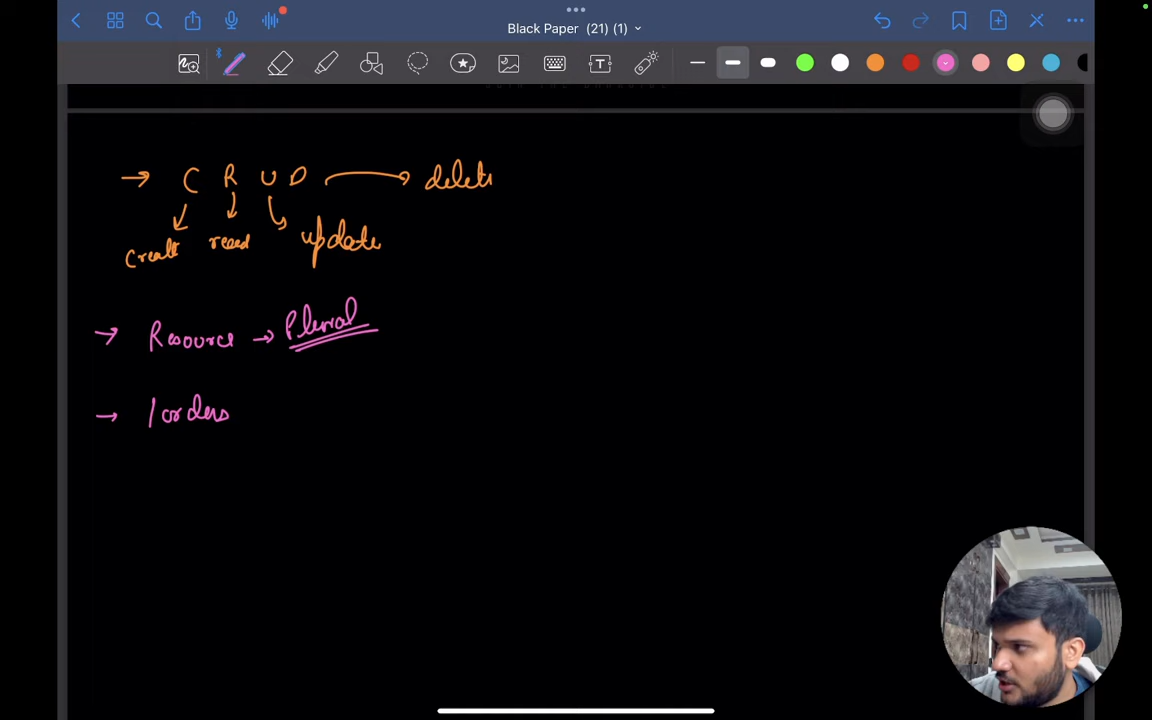 Black Paper (21) (1)
→ C R U D → delete
create read update
→ Resource → Plural
→ /orders